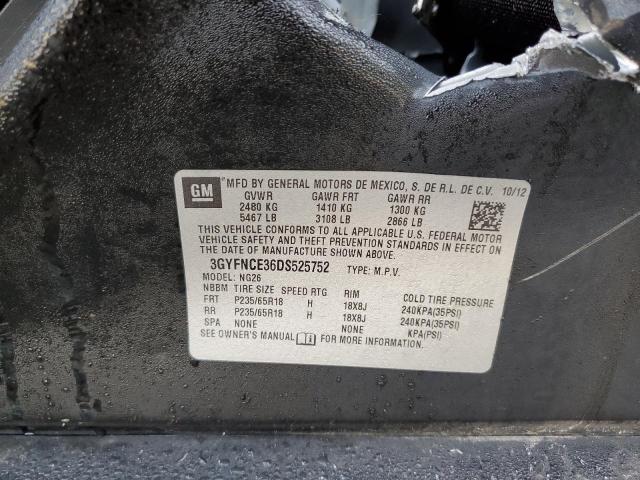 GM MFD BY GENERAL MOTORS DE MEXICO, S. DE R.L. DE C.V. 10/12
GVWR GAWR FRT GAWR RR
2480 KG 1410 KG 1300 KG
5467 LB 3108 LB 2866 LB
THIS VEHICLE CONFORMS TO ALL APPLICABLE U.S. FEDERAL MOTOR
VEHICLE SAFETY AND THEFT PREVENTION STANDARDS IN EFFECT
ON THE DATE OF MANUFACTURE SHOWN ABOVE.
3GYFNCE36DS525752 TYPE: M.P.V.
MODEL: NG26
NBBM TIRE SIZE SPEED RTG RIM COLD TIRE PRESSURE
FRT P235/65R18 H 18X8J 240KPA(35PSI)
RR P235/65R18 H 18X8J 240KPA(35PSI)
SPA NONE NONE KPA(PSI)
SEE OWNER'S MANUAL FOR MORE INFORMATION.